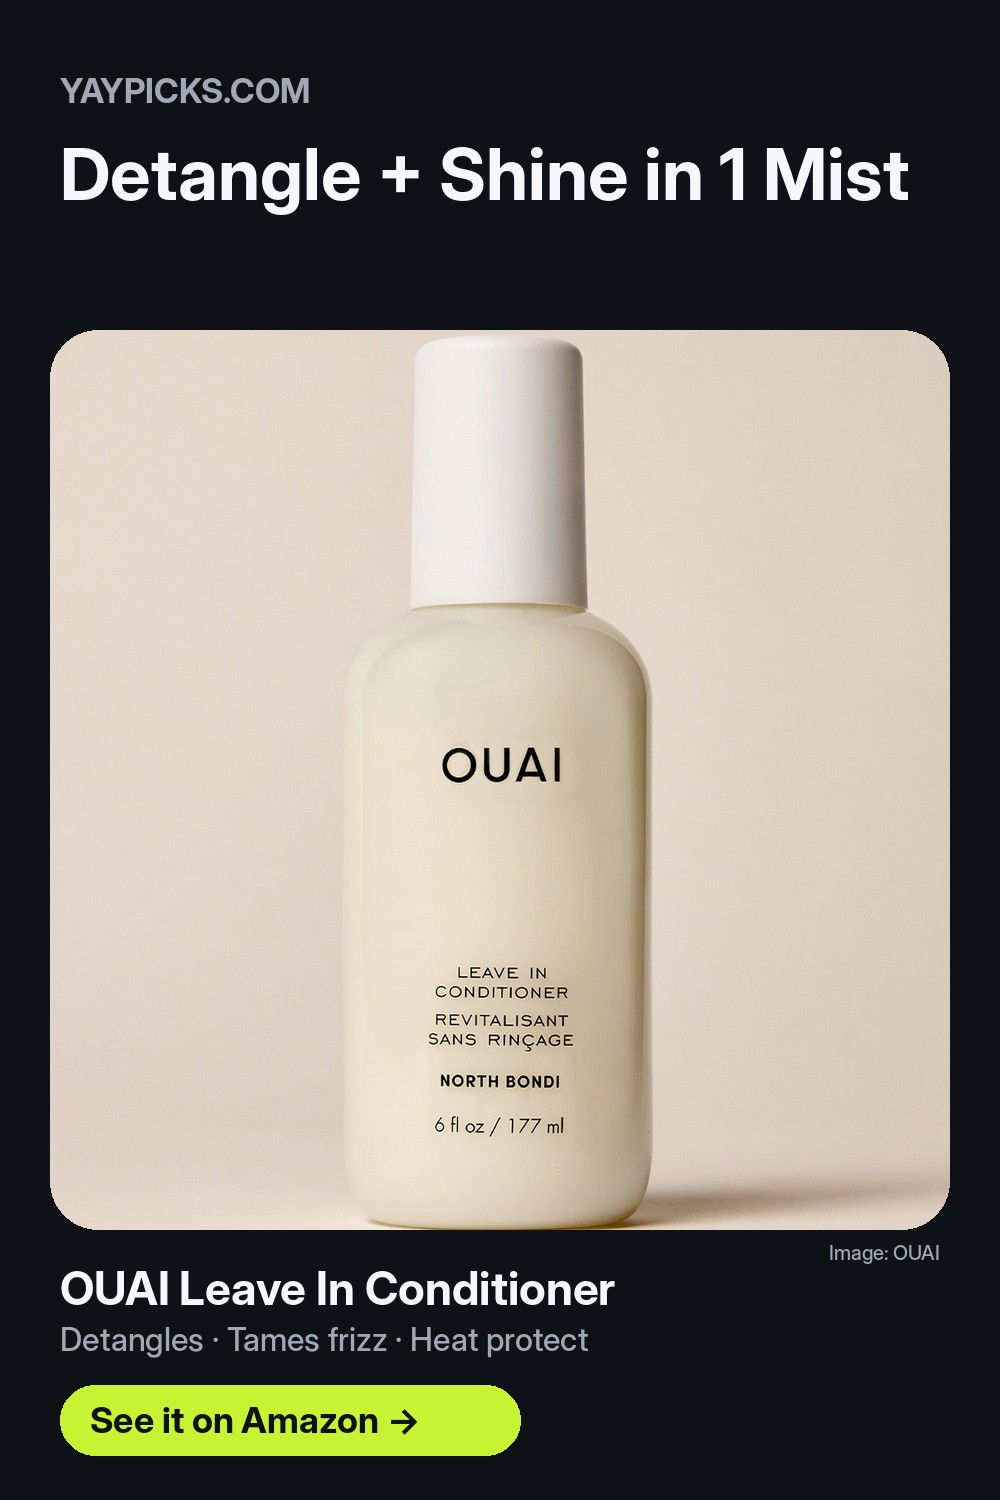 YAYPICKS.COM
Detangle + Shine in 1 Mist
OUAI
LEAVE IN
CONDITIONER
REVITALISANT
SANS RINÇAGE
NORTH BONDI
6 fl oz / 177 ml
Image: OUAI
OUAI Leave In Conditioner
Detangles · Tames frizz · Heat protect
See it on Amazon →